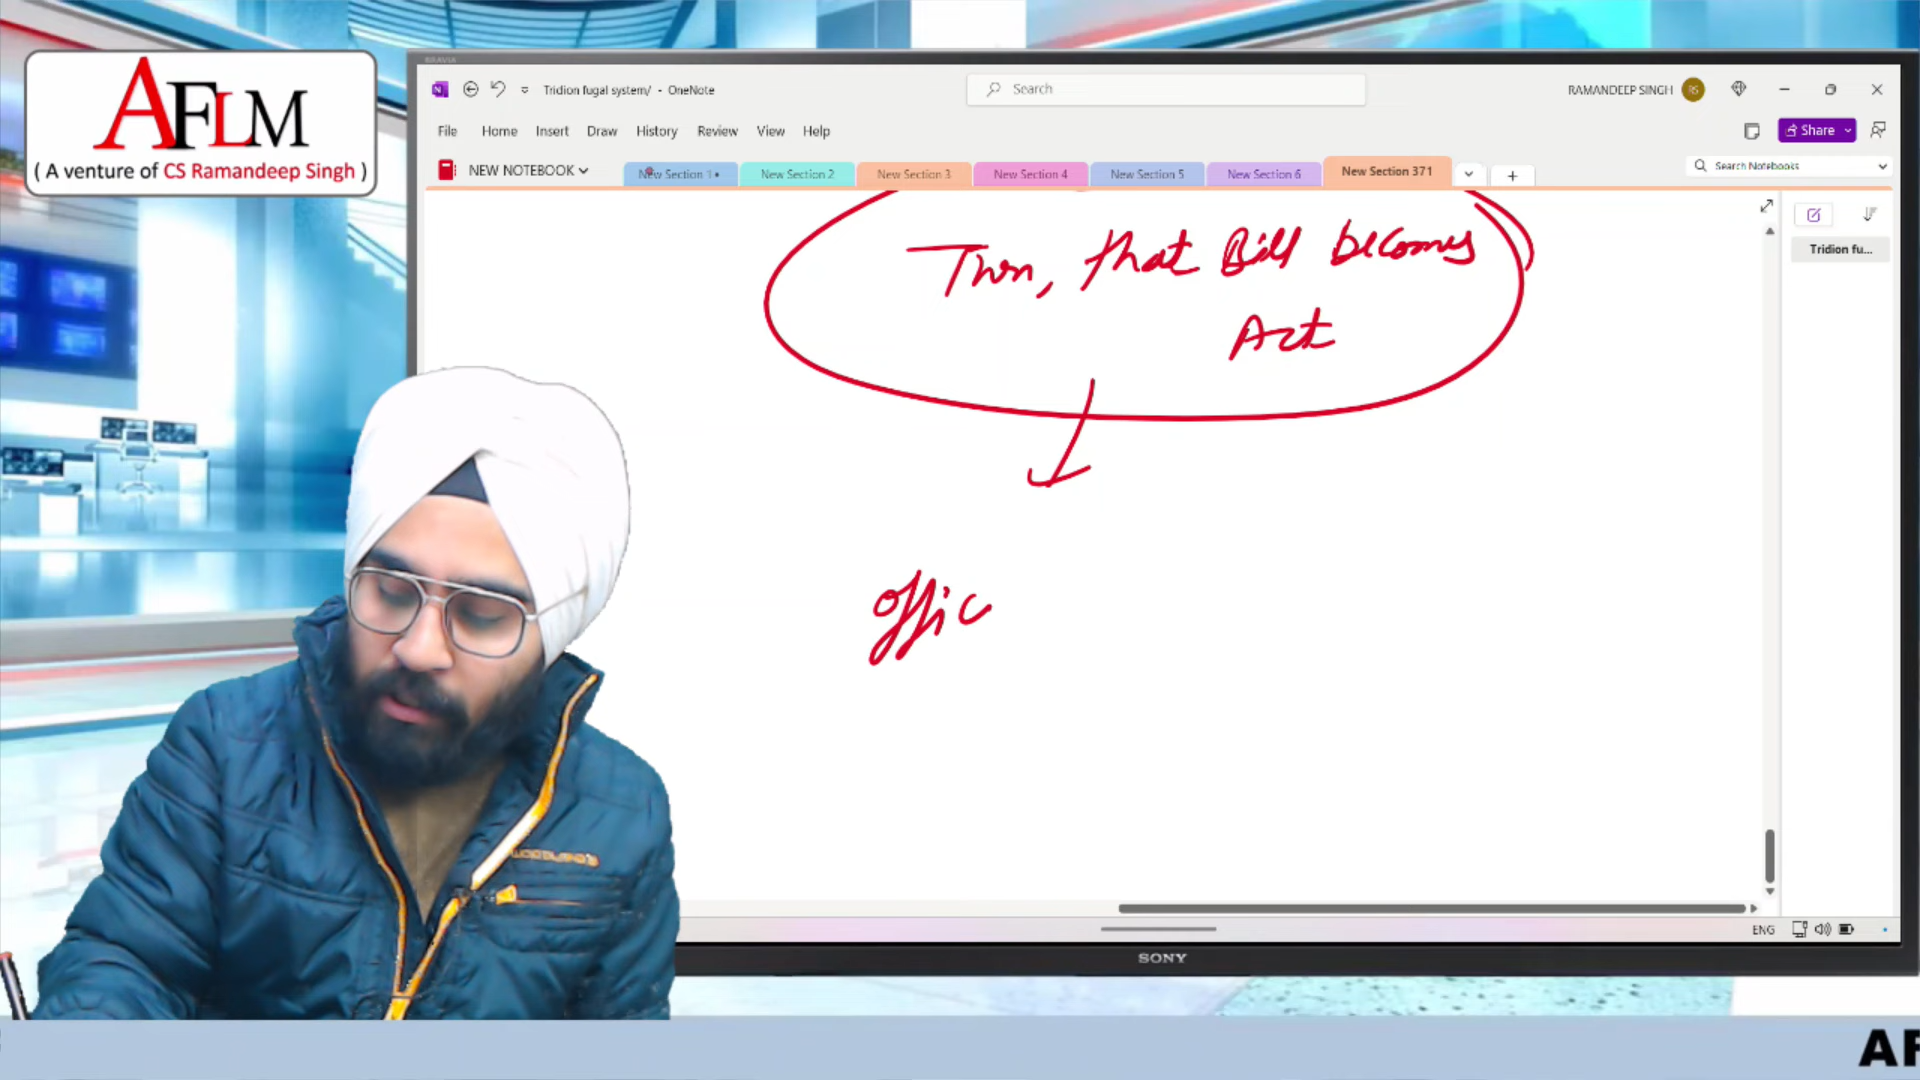 AFLM
( A venture of CS Ramandeep Singh )
BRAVIA
Tridion fugal system/ - OneNote
Search
RAMANDEEP SINGH
RS
File Home Insert Draw History Review View Help
Share
NEW NOTEBOOK
New Section 1
New Section 2
New Section 3
New Section 4
New Section 5
New Section 6
New Section 371
Search Notebooks
Tridion fu...
Then, that Bill becomes
Act
offic
ENG
SONY
AF